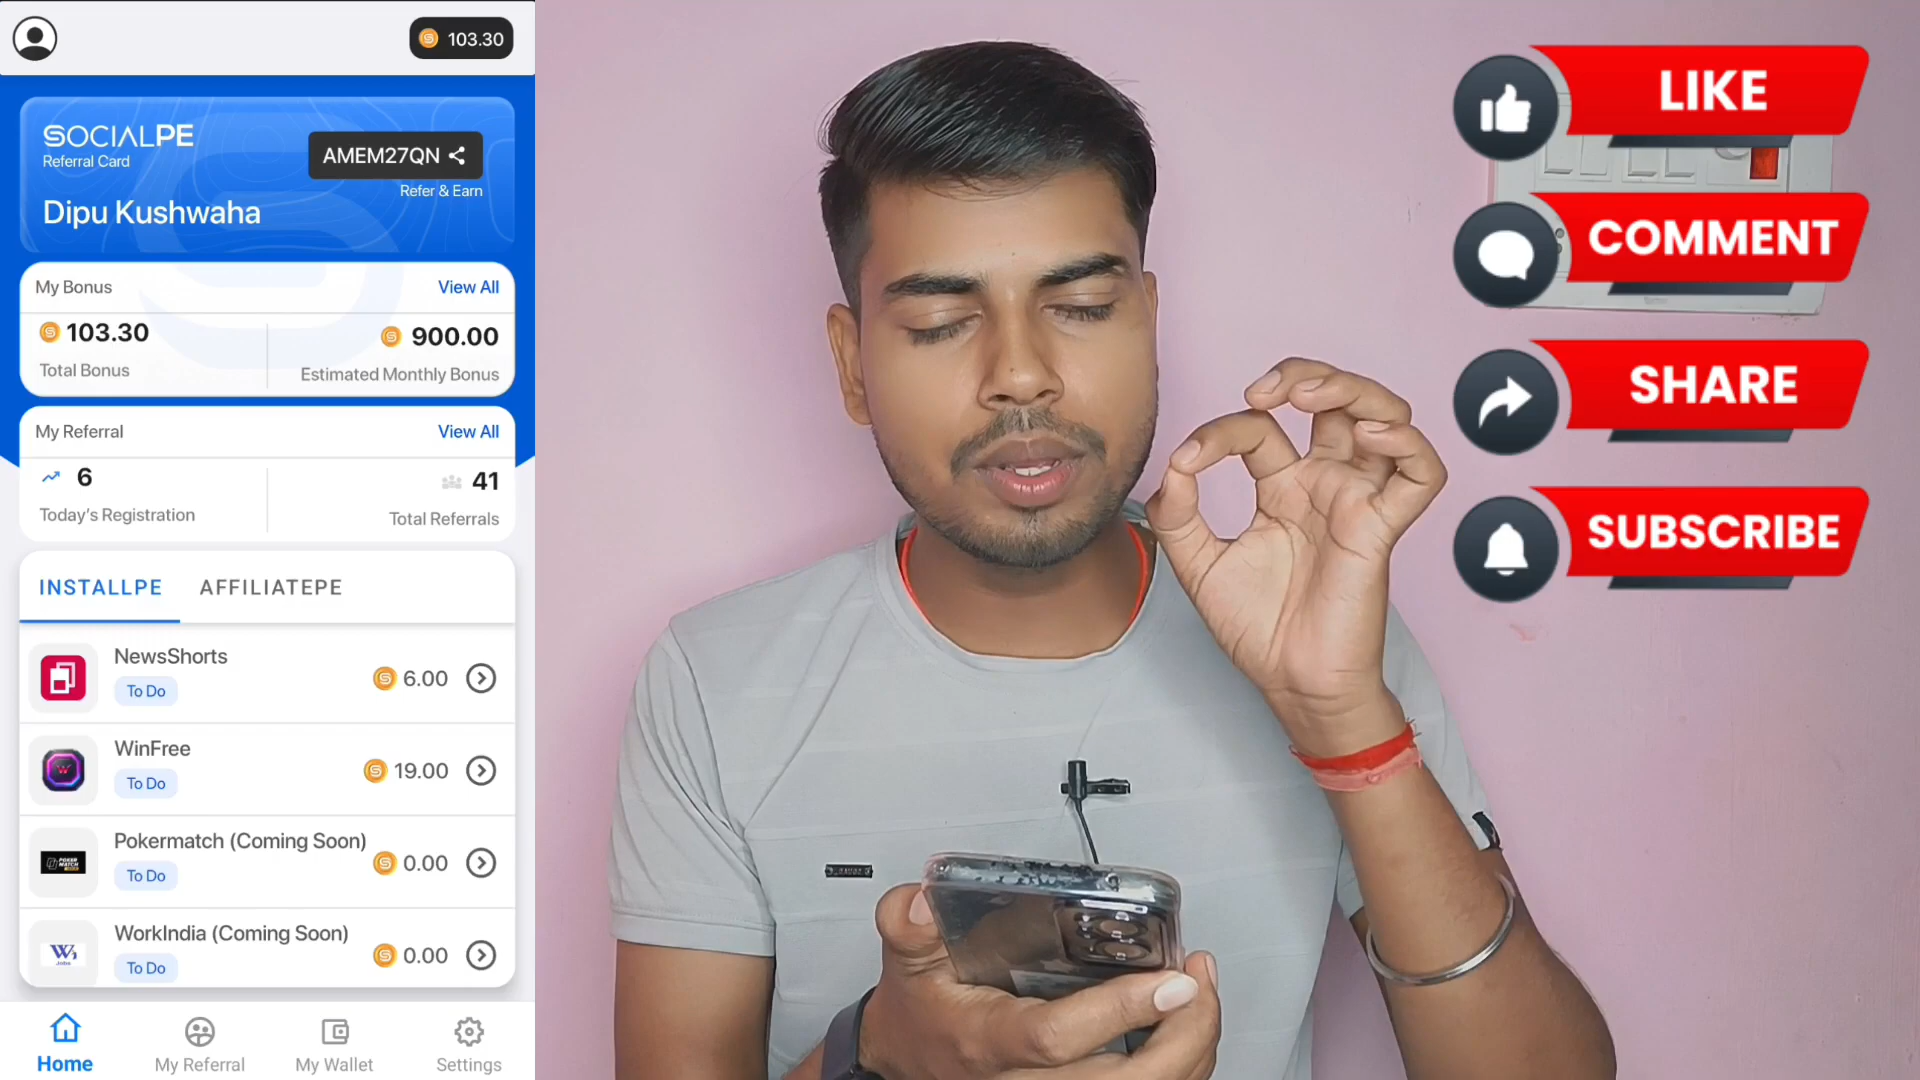 103.30
SOCIALPE
Referral Card
AMEM27QN
Refer & Earn
Dipu Kushwaha
My Bonus
View All
103.30
900.00
Total Bonus
Estimated Monthly Bonus
My Referral
View All
6
41
Today's Registration
Total Referrals
INSTALLPE
AFFILIATEPE
NewsShorts
6.00
To Do
WinFree
19.00
To Do
Pokermatch (Coming Soon)
0.00
To Do
WorkIndia (Coming Soon)
0.00
To Do
Home
My Referral
My Wallet
Settings
LIKE
COMMENT
SHARE
SUBSCRIBE